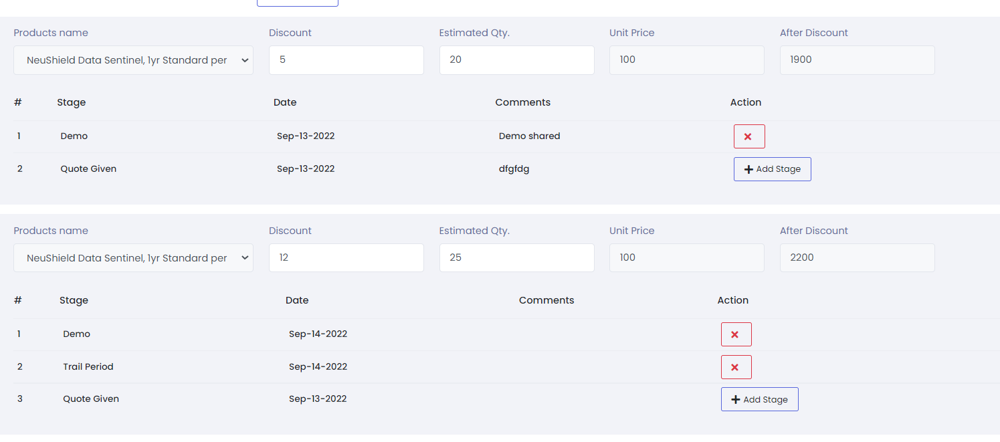 Products name Discount Estimated Qty. Unit Price After Discount
NeuShield Data Sentinel, 1yr Standard per 5 20 100 1900
# Stage Date Comments Action
1 Demo Sep-13-2022 Demo shared
2 Quote Given Sep-13-2022 dfgfdg Add Stage
Products name Discount Estimated Qty. Unit Price After Discount
NeuShield Data Sentinel, 1yr Standard per 12 25 100 2200
# Stage Date Comments Action
1 Demo Sep-14-2022
2 Trail Period Sep-14-2022
3 Quote Given Sep-13-2022 Add Stage